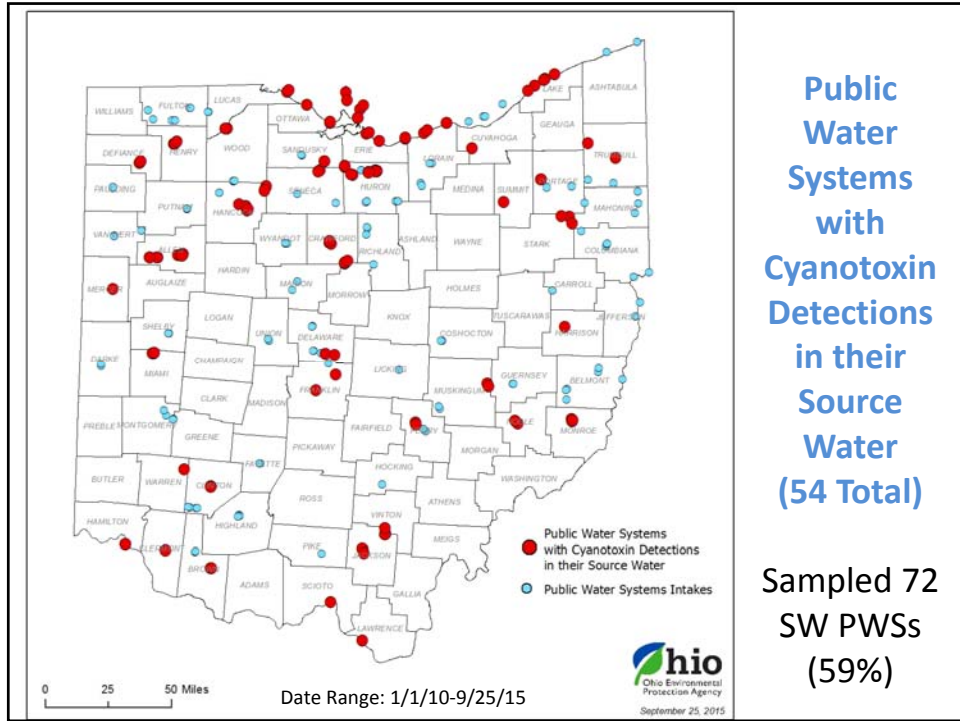 WILLIAMS
FULTON
LUCAS
OTTAWA
LAKE
ASHTABULA
GEAUGA
CUYAHOGA
TRUMBULL
DEFIANCE
HENRY
WOOD
SANDUSKY
ERIE
LORAIN
PAULDING
SENECA
HURON
MEDINA
SUMMIT
PORTAGE
MAHONING
PUTNAM
HANCOCK
VAN WERT
WYANDOT
CRAWFORD
RICHLAND
ASHLAND
WAYNE
STARK
COLUMBIANA
ALLEN
HARDIN
MERCER
AUGLAIZE
MARION
MORROW
HOLMES
CARROLL
LOGAN
KNOX
TUSCARAWAS
JEFFERSON
SHELBY
UNION
DELAWARE
COSHOCTON
HARRISON
DARKE
MIAMI
CHAMPAIGN
LICKING
GUERNSEY
BELMONT
CLARK
FRANKLIN
MUSKINGUM
MADISON
PREBLE
MONTGOMERY
FAIRFIELD
PERRY
NOBLE
MONROE
GREENE
PICKAWAY
MORGAN
FAYETTE
HOCKING
WASHINGTON
BUTLER
WARREN
CLINTON
ROSS
ATHENS
HAMILTON
HIGHLAND
VINTON
MEIGS
CLERMONT
PIKE
JACKSON
BROWN
ADAMS
SCIOTO
GALLIA
LAWRENCE
Public Water Systems
with Cyanotoxin Detections
in their Source Water
Public Water Systems Intakes
0 25 50 Miles
Date Range: 1/1/10-9/25/15
Ohio
Ohio Environmental
Protection Agency
September 25, 2015
Public
Water
Systems
with
Cyanotoxin
Detections
in their
Source
Water
(54 Total)
Sampled 72
SW PWSs
(59%)